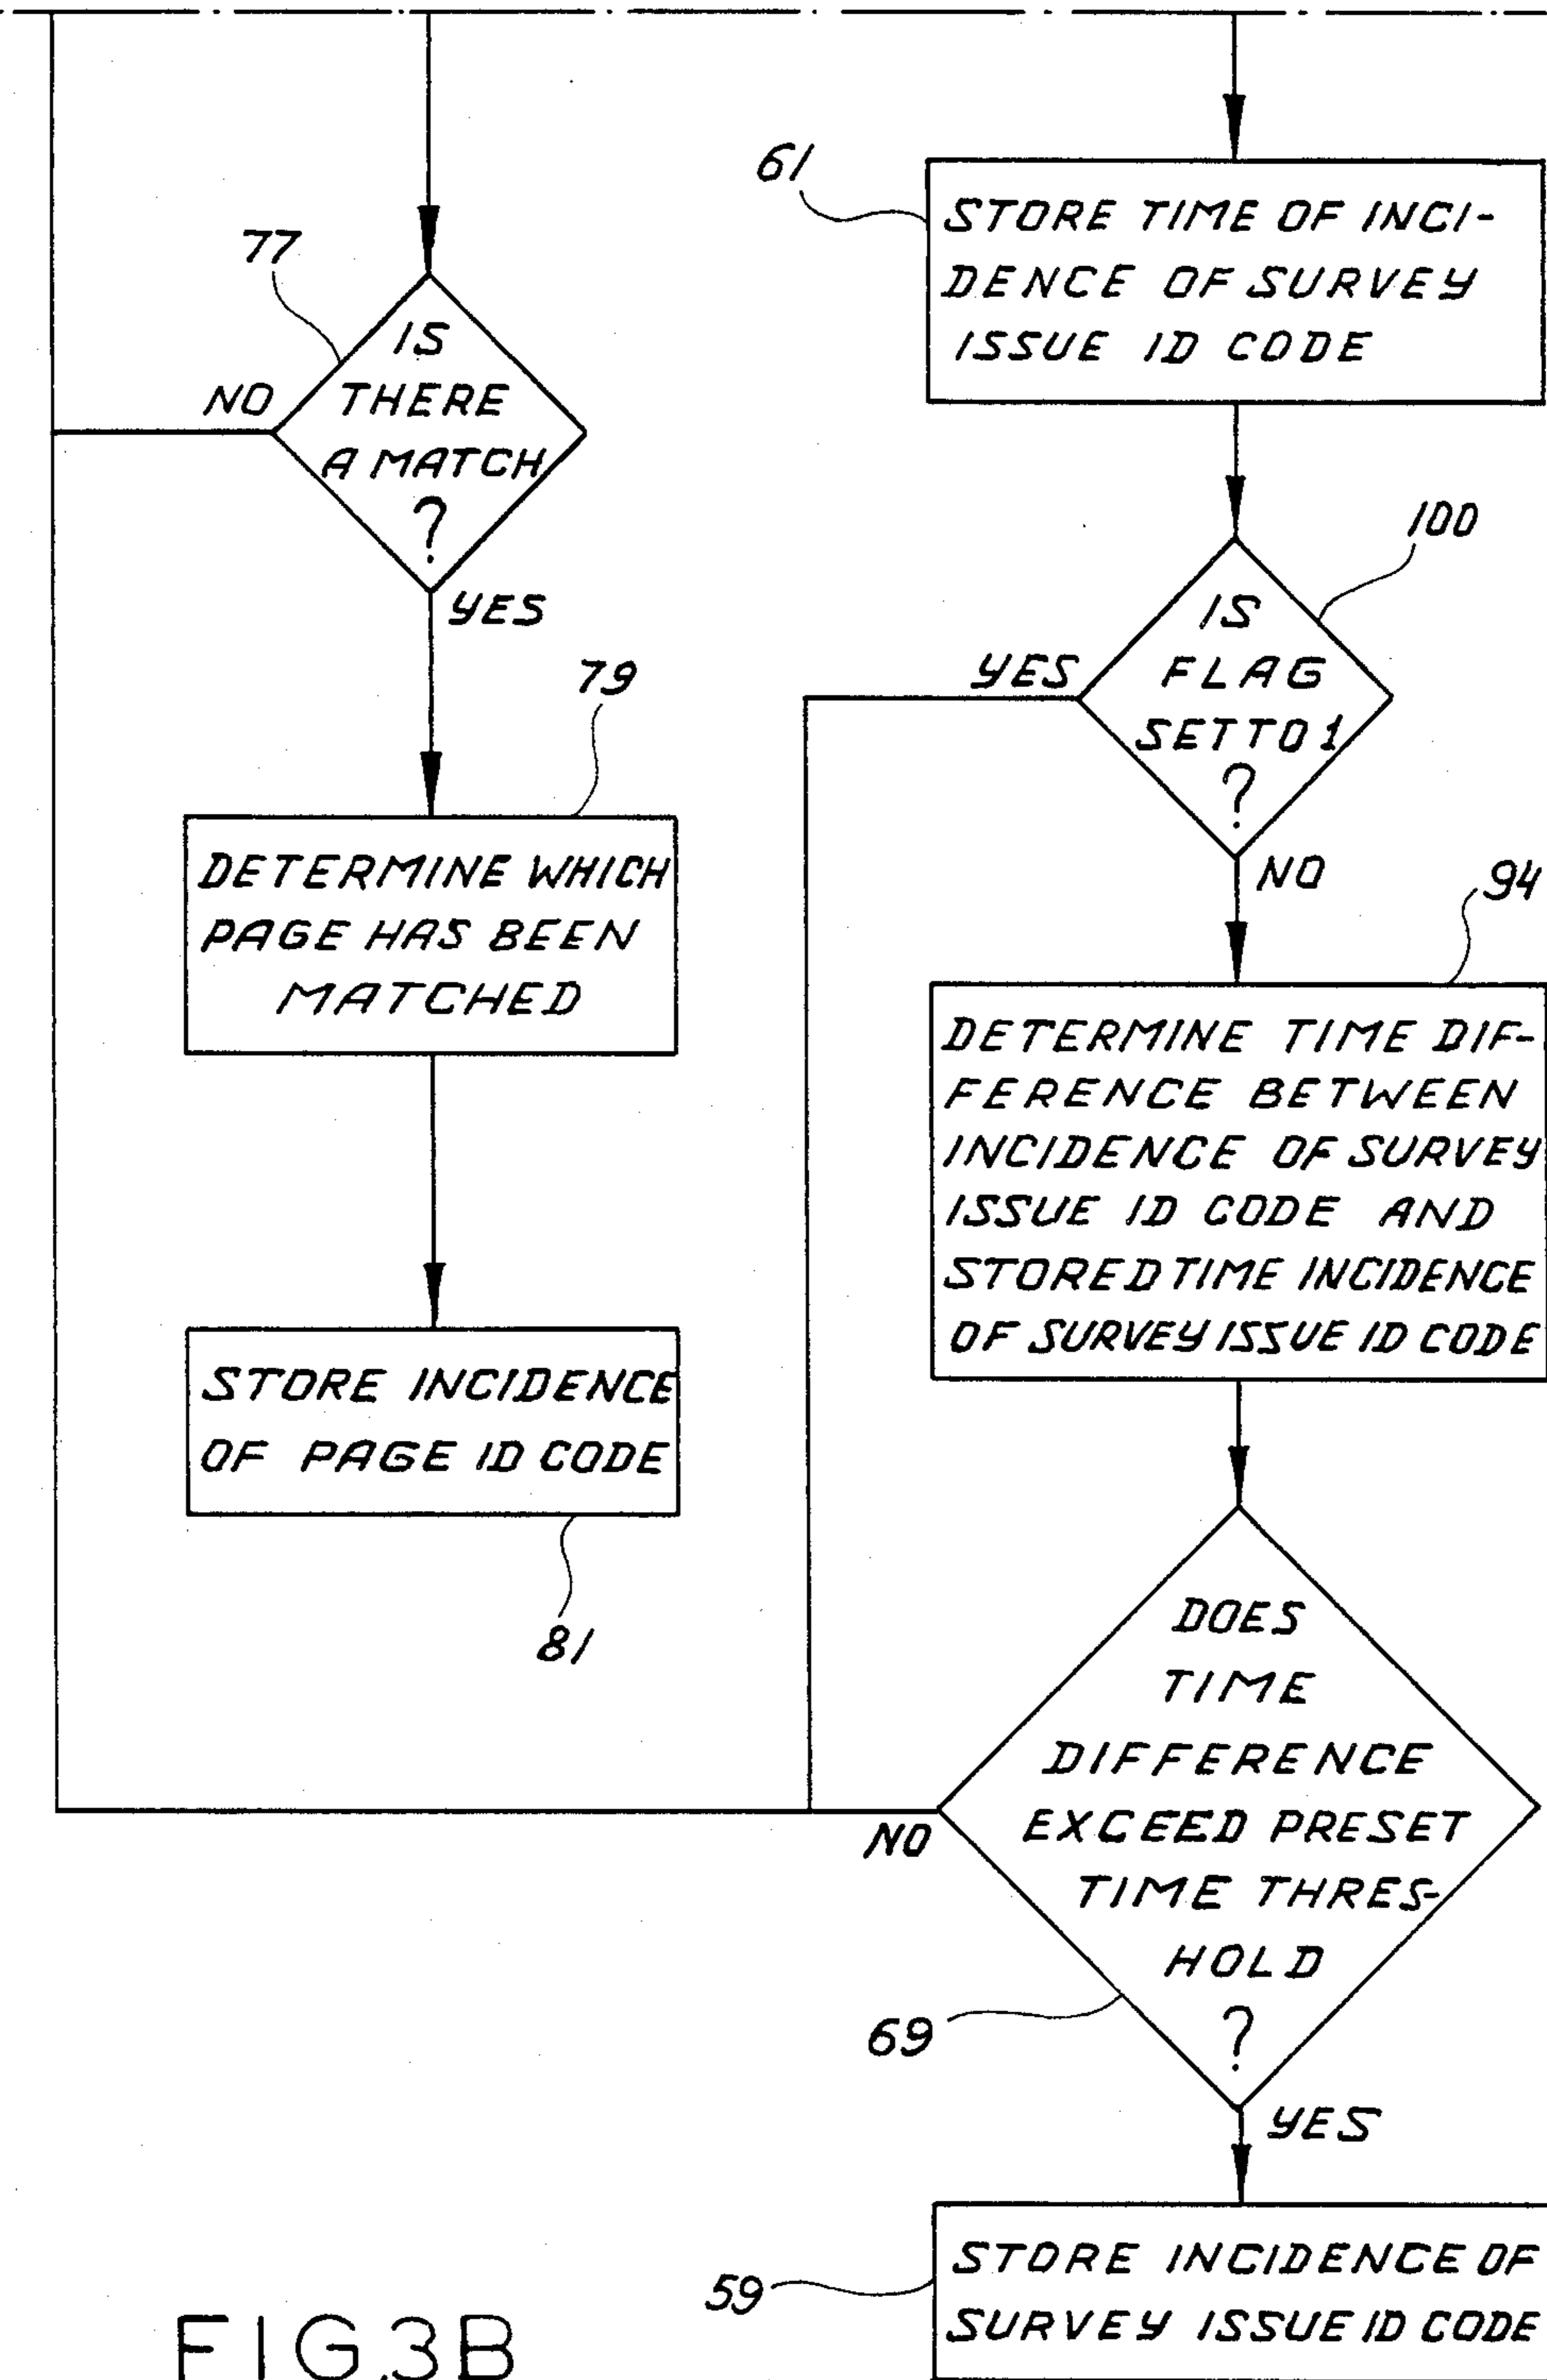 77
IS
THERE
A MATCH
?
NO
YES
79
DETERMINE WHICH
PAGE HAS BEEN
MATCHED
STORE INCIDENCE
OF PAGE ID CODE
81
61
STORE TIME OF INCI-
DENCE OF SURVEY
ISSUE ID CODE
100
IS
FLAG
SET TO 1
?
YES
NO
94
DETERMINE TIME DIF-
FERENCE BETWEEN
INCIDENCE OF SURVEY
ISSUE ID CODE AND
STORED TIME INCIDENCE
OF SURVEY ISSUE ID CODE
DOES
TIME
DIFFERENCE
EXCEED PRESET
TIME THRES-
HOLD
?
NO
69
YES
59
STORE INCIDENCE OF
SURVEY ISSUE ID CODE
FIG.3B